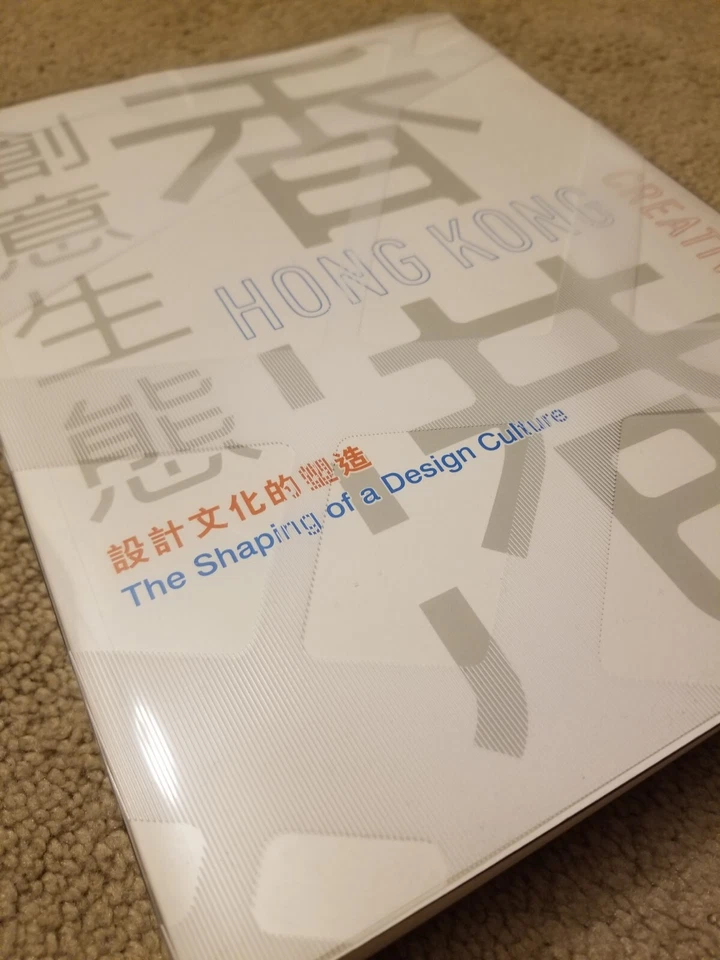 香港
創意生態
HONG KONG
CREATIV
設計文化的塑造
The Shaping of a Design Culture